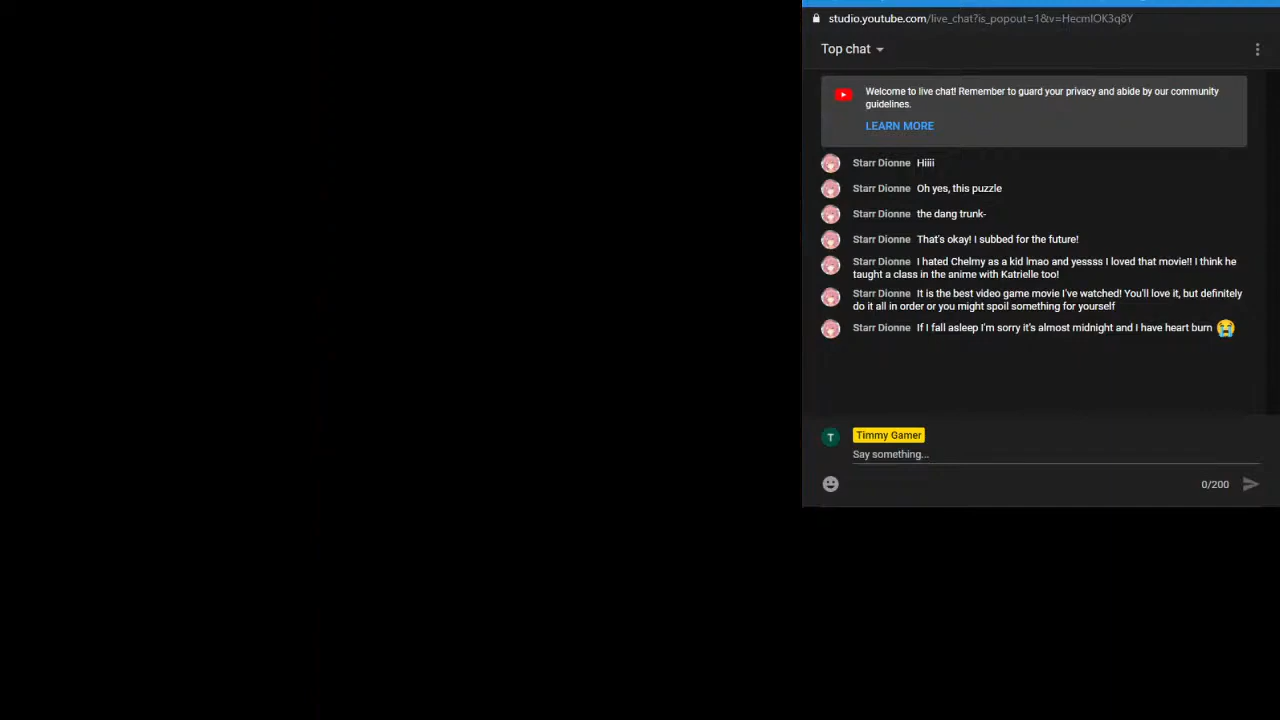 studio.youtube.com/live_chat?is_popout=1&v=HecmIOK3q8Y
Top chat
Welcome to live chat! Remember to guard your privacy and abide by our community
guidelines.
LEARN MORE
Starr Dionne Hiiii
Starr Dionne Oh yes, this puzzle
Starr Dionne the dang trunk-
Starr Dionne That's okay! I subbed for the future!
Starr Dionne I hated Chelmy as a kid lmao and yessss I loved that movie!! I think he
taught a class in the anime with Katrielle too!
Starr Dionne It is the best video game movie I've watched! You'll love it, but definitely
do it all in order or you might spoil something for yourself
Starr Dionne If I fall asleep I'm sorry it's almost midnight and I have heart burn 😭
T Timmy Gamer
Say something...
0/200